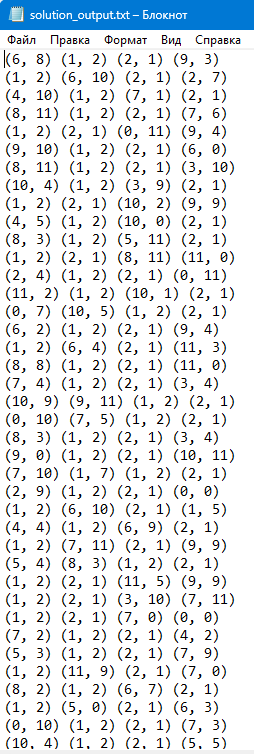 solution_output.txt – Блокнот
Файл Правка Формат Вид Справка
(6, 8) (1, 2) (2, 1) (9, 3)
(1, 2) (6, 10) (2, 1) (2, 7)
(4, 10) (1, 2) (7, 1) (2, 1)
(8, 11) (1, 2) (2, 1) (7, 6)
(1, 2) (2, 1) (0, 11) (9, 4)
(9, 10) (1, 2) (2, 1) (6, 0)
(8, 11) (1, 2) (2, 1) (3, 10)
(10, 4) (1, 2) (3, 9) (2, 1)
(1, 2) (2, 1) (10, 2) (9, 9)
(4, 5) (1, 2) (10, 0) (2, 1)
(8, 3) (1, 2) (5, 11) (2, 1)
(1, 2) (2, 1) (8, 11) (11, 0)
(2, 4) (1, 2) (2, 1) (0, 11)
(11, 2) (1, 2) (10, 1) (2, 1)
(0, 7) (10, 5) (1, 2) (2, 1)
(6, 2) (1, 2) (2, 1) (9, 4)
(1, 2) (6, 4) (2, 1) (11, 3)
(8, 8) (1, 2) (2, 1) (11, 0)
(7, 4) (1, 2) (2, 1) (3, 4)
(10, 9) (9, 11) (1, 2) (2, 1)
(0, 10) (7, 5) (1, 2) (2, 1)
(8, 3) (1, 2) (2, 1) (3, 4)
(9, 0) (1, 2) (2, 1) (10, 11)
(7, 10) (1, 7) (1, 2) (2, 1)
(2, 9) (1, 2) (2, 1) (0, 0)
(1, 2) (6, 10) (2, 1) (1, 5)
(4, 4) (1, 2) (6, 9) (2, 1)
(1, 2) (7, 11) (2, 1) (9, 9)
(5, 4) (8, 3) (1, 2) (2, 1)
(1, 2) (2, 1) (11, 5) (9, 9)
(1, 2) (2, 1) (3, 10) (7, 11)
(1, 2) (2, 1) (7, 0) (0, 0)
(7, 2) (1, 2) (2, 1) (4, 2)
(5, 3) (1, 2) (2, 1) (7, 9)
(1, 2) (11, 9) (2, 1) (7, 0)
(8, 2) (1, 2) (6, 7) (2, 1)
(1, 2) (5, 0) (2, 1) (6, 3)
(0, 10) (1, 2) (2, 1) (7, 3)
(10, 4) (1, 2) (2, 1) (5, 5)